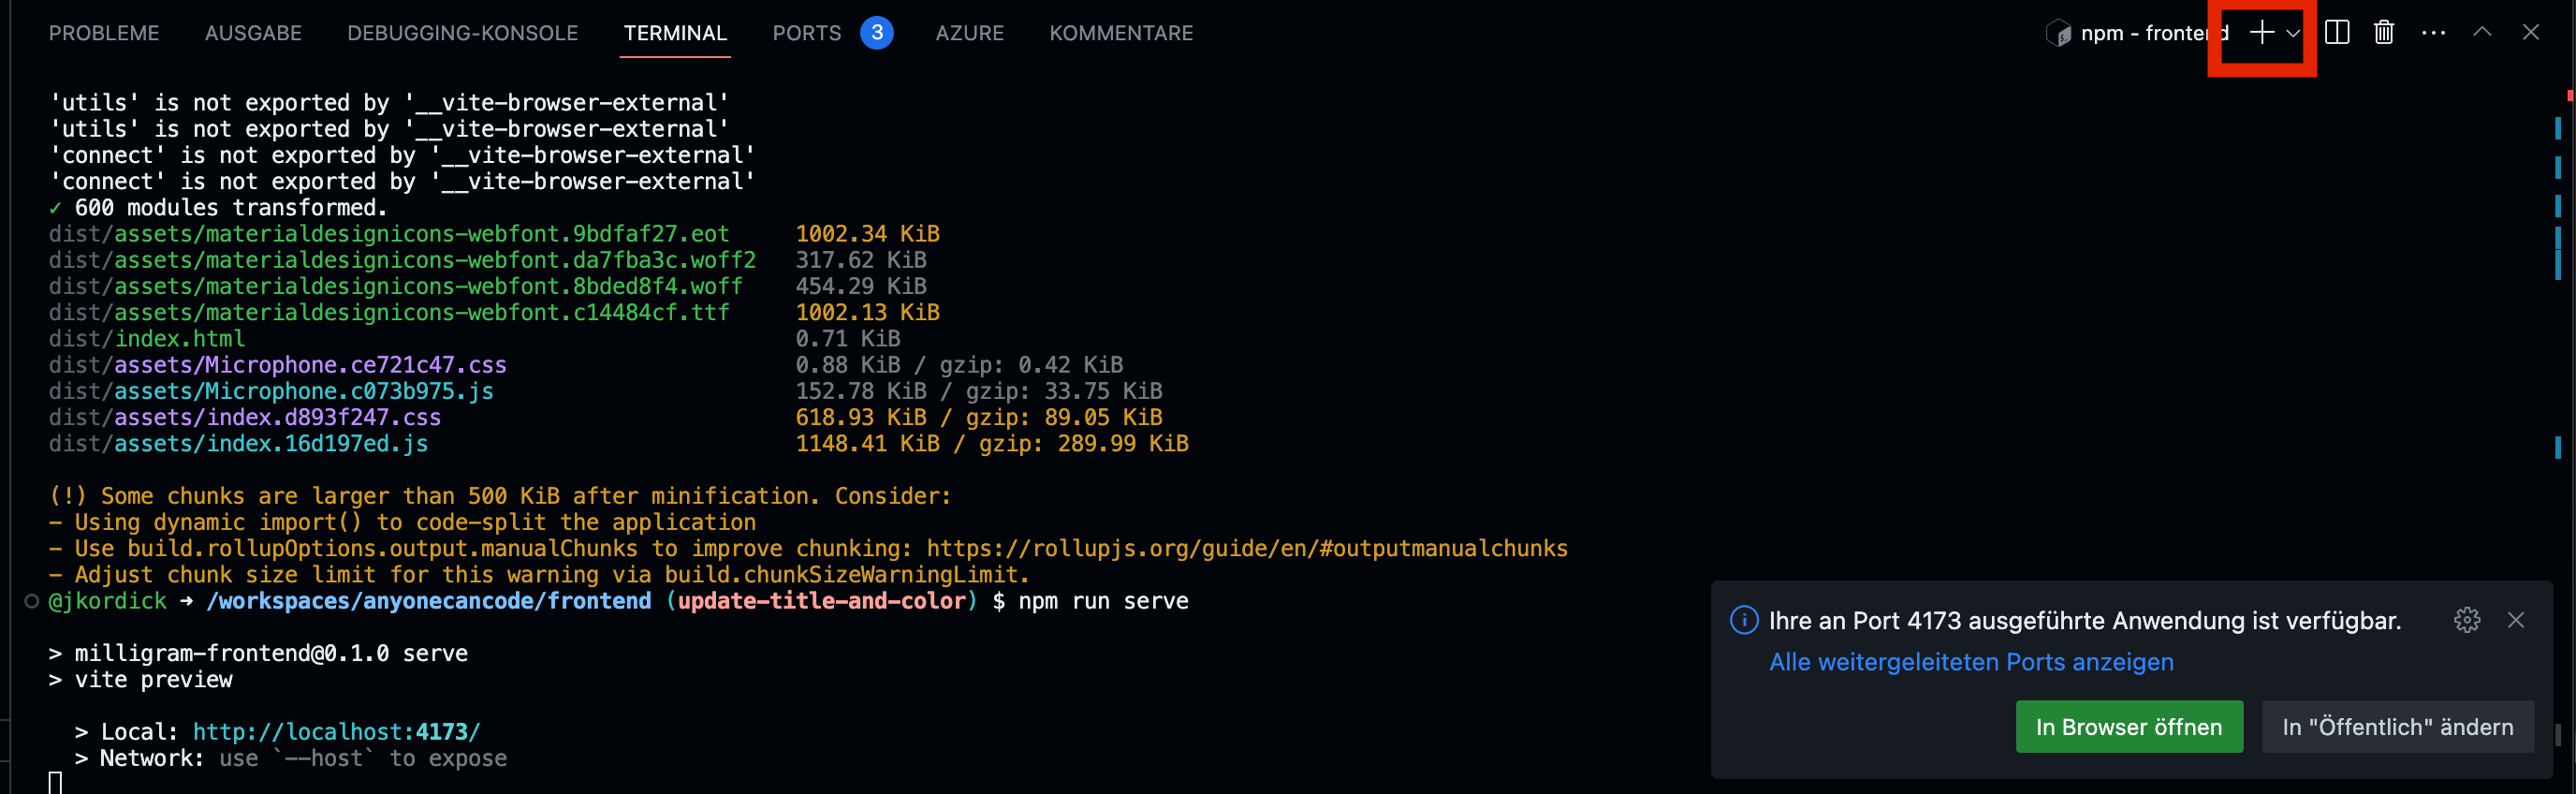 PROBLEME AUSGABE DEBUGGING-KONSOLE TERMINAL PORTS 3 AZURE KOMMENTARE npm - frontend
'utils' is not exported by '__vite-browser-external'
'utils' is not exported by '__vite-browser-external'
'connect' is not exported by '__vite-browser-external'
'connect' is not exported by '__vite-browser-external'
✓ 600 modules transformed.
dist/assets/materialdesignicons-webfont.9bdfaf27.eot 1002.34 KiB
dist/assets/materialdesignicons-webfont.da7fba3c.woff2 317.62 KiB
dist/assets/materialdesignicons-webfont.8bded8f4.woff 454.29 KiB
dist/assets/materialdesignicons-webfont.c14484cf.ttf 1002.13 KiB
dist/index.html 0.71 KiB
dist/assets/Microphone.ce721c47.css 0.88 KiB / gzip: 0.42 KiB
dist/assets/Microphone.c073b975.js 152.78 KiB / gzip: 33.75 KiB
dist/assets/index.d893f247.css 618.93 KiB / gzip: 89.05 KiB
dist/assets/index.16d197ed.js 1148.41 KiB / gzip: 289.99 KiB
(!) Some chunks are larger than 500 KiB after minification. Consider:
- Using dynamic import() to code-split the application
- Use build.rollupOptions.output.manualChunks to improve chunking: https://rollupjs.org/guide/en/#outputmanualchunks
- Adjust chunk size limit for this warning via build.chunkSizeWarningLimit.
@jkordick ➜ /workspaces/anyonecancode/frontend (update-title-and-color) $ npm run serve
> milligram-frontend@0.1.0 serve
> vite preview
> Local: http://localhost:4173/
> Network: use `--host` to expose
Ihre an Port 4173 ausgeführte Anwendung ist verfügbar.
Alle weitergeleiteten Ports anzeigen
In Browser öffnen
In "Öffentlich" ändern